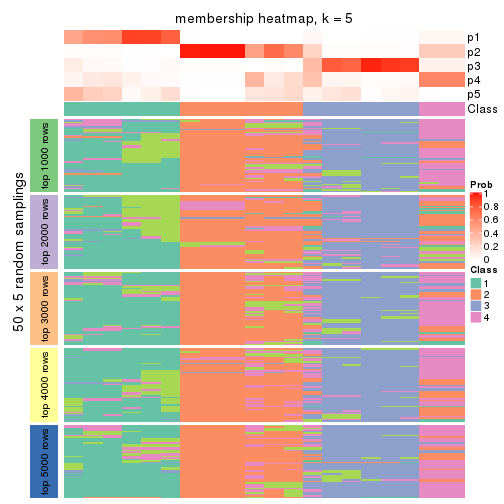 membership heatmap, k = 5
p1
p2
p3
p4
p5
Class
50 x 5 random samplings
top 1000 rows
top 2000 rows
top 3000 rows
top 4000 rows
top 5000 rows
Prob
1
0.8
0.6
0.4
0.2
0
Class
1
2
3
4